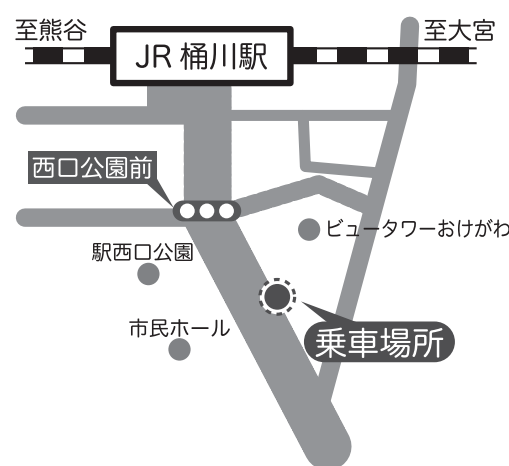 至熊谷
至大宮
JR 桶川駅
西口公園前
ビュータワーおけがわ
駅西口公園
市民ホール
乗車場所